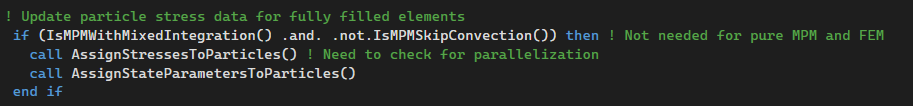 ! Update particle stress data for fully filled elements
if (IsMPMWithMixedIntegration() .and. .not.IsMPMSkipConvection()) then ! Not needed for pure MPM and FEM
call AssignStressesToParticles() ! Need to check for parallelization
call AssignStateParametersToParticles()
end if